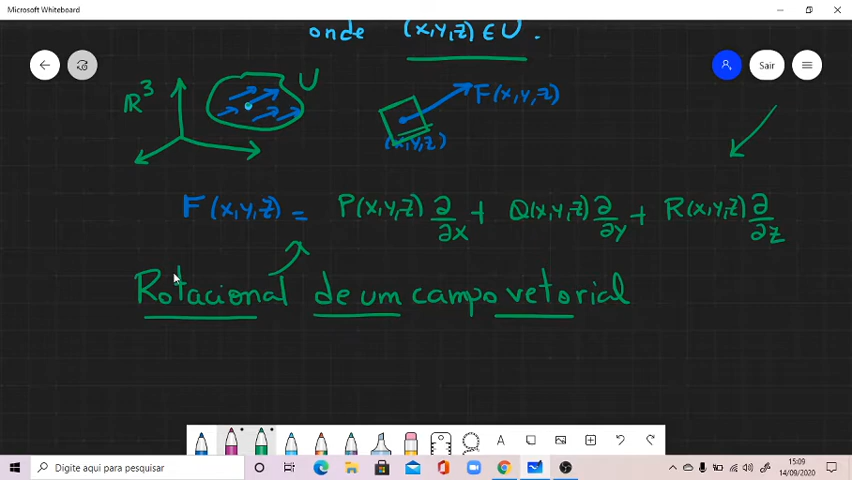 Microsoft Whiteboard
onde (x,y,z) ∈ U.
Sair
ℝ³
U
F(x,y,z)
(x,y,z)
F(x,y,z) = P(x,y,z) ∂/∂x + Q(x,y,z) ∂/∂y + R(x,y,z) ∂/∂z
Rotacional de um campo vetorial
A
Digite aqui para pesquisar
15:09
14/09/2020